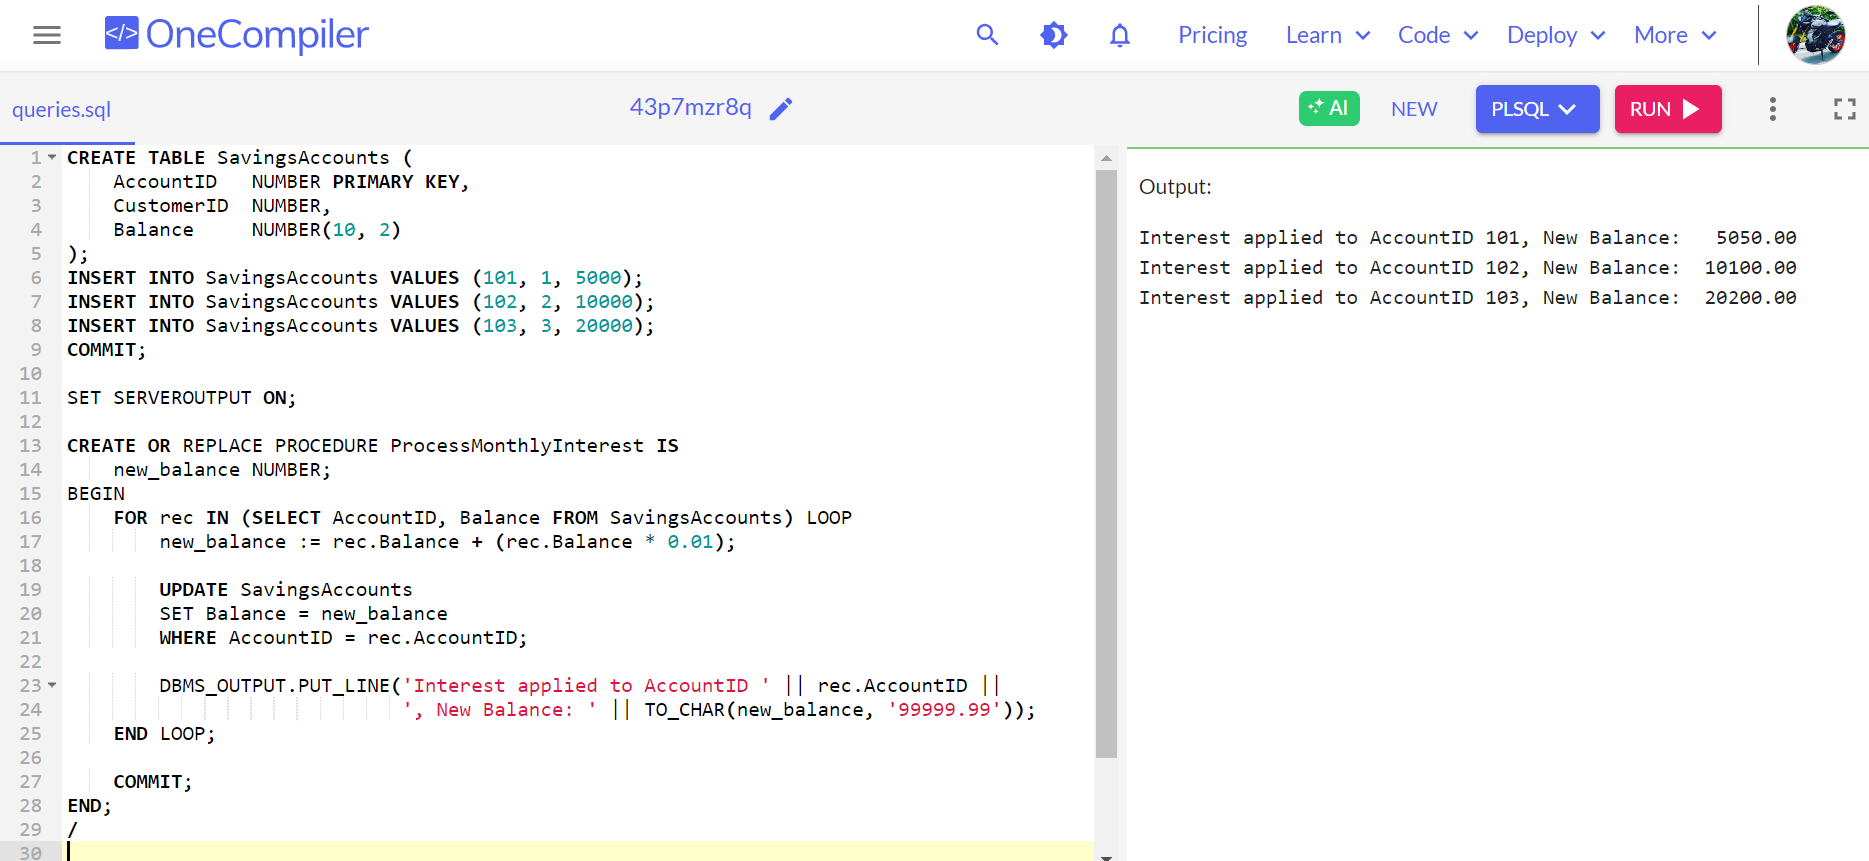 </> OneCompiler
Pricing Learn Code Deploy More
queries.sql
43p7mzr8q
AI NEW PLSQL RUN
1 CREATE TABLE SavingsAccounts (
2     AccountID   NUMBER PRIMARY KEY,
3     CustomerID  NUMBER,
4     Balance     NUMBER(10, 2)
5 );
6 INSERT INTO SavingsAccounts VALUES (101, 1, 5000);
7 INSERT INTO SavingsAccounts VALUES (102, 2, 10000);
8 INSERT INTO SavingsAccounts VALUES (103, 3, 20000);
9 COMMIT;
10
11 SET SERVEROUTPUT ON;
12
13 CREATE OR REPLACE PROCEDURE ProcessMonthlyInterest IS
14     new_balance NUMBER;
15 BEGIN
16     FOR rec IN (SELECT AccountID, Balance FROM SavingsAccounts) LOOP
17         new_balance := rec.Balance + (rec.Balance * 0.01);
18
19         UPDATE SavingsAccounts
20         SET Balance = new_balance
21         WHERE AccountID = rec.AccountID;
22
23         DBMS_OUTPUT.PUT_LINE('Interest applied to AccountID ' || rec.AccountID ||
24                              ', New Balance: ' || TO_CHAR(new_balance, '99999.99'));
25     END LOOP;
26
27     COMMIT;
28 END;
29 /
30
Output:
Interest applied to AccountID 101, New Balance:   5050.00
Interest applied to AccountID 102, New Balance:  10100.00
Interest applied to AccountID 103, New Balance:  20200.00